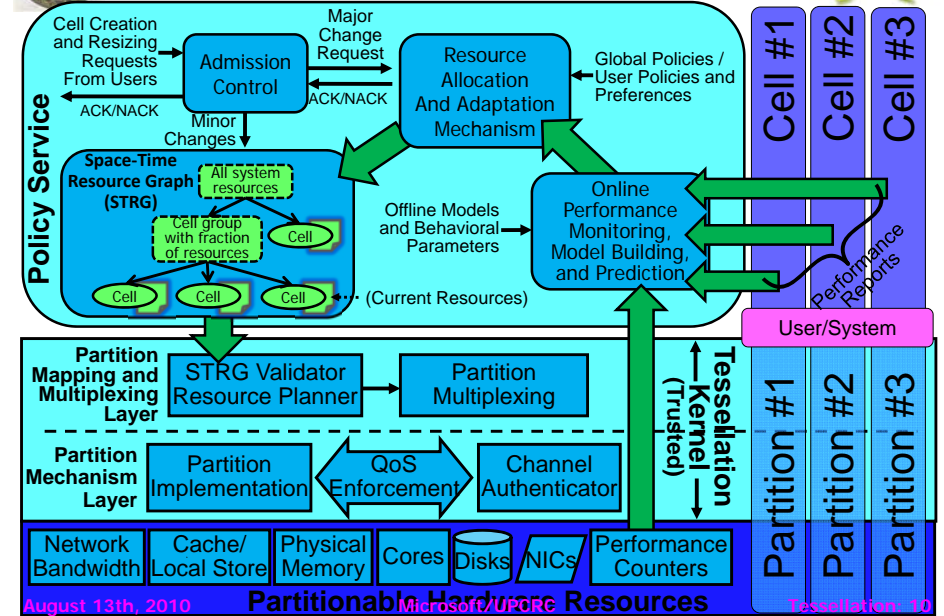 Cell Creation
and Resizing
Requests
From Users
ACK/NACK
Admission
Control
Major
Change
Request
ACK/NACK
Minor
Changes
Resource
Allocation
And Adaptation
Mechanism
Global Policies /
User Policies and
Preferences
Policy Service
Space-Time
Resource Graph
(STRG)
All system
resources
Cell group
with fraction
of resources
Cell
Cell
Cell
Cell
(Current Resources)
Offline Models
and Behavioral
Parameters
Online
Performance
Monitoring,
Model Building,
and Prediction
Performance
Reports
Cell #1
Cell #2
Cell #3
User/System
Partition
Mapping and
Multiplexing
Layer
STRG Validator
Resource Planner
Partition
Multiplexing
Partition
Mechanism
Layer
Partition
Implementation
QoS
Enforcement
Channel
Authenticator
Tessellation
Kernel
(Trusted)
Partition #1
Partition #2
Partition #3
Network
Bandwidth
Cache/
Local Store
Physical
Memory
Cores
Disks
NICs
Performance
Counters
Partitionable Hardware Resources
August 13th, 2010
Microsoft/UPCRC
Tessellation: 10